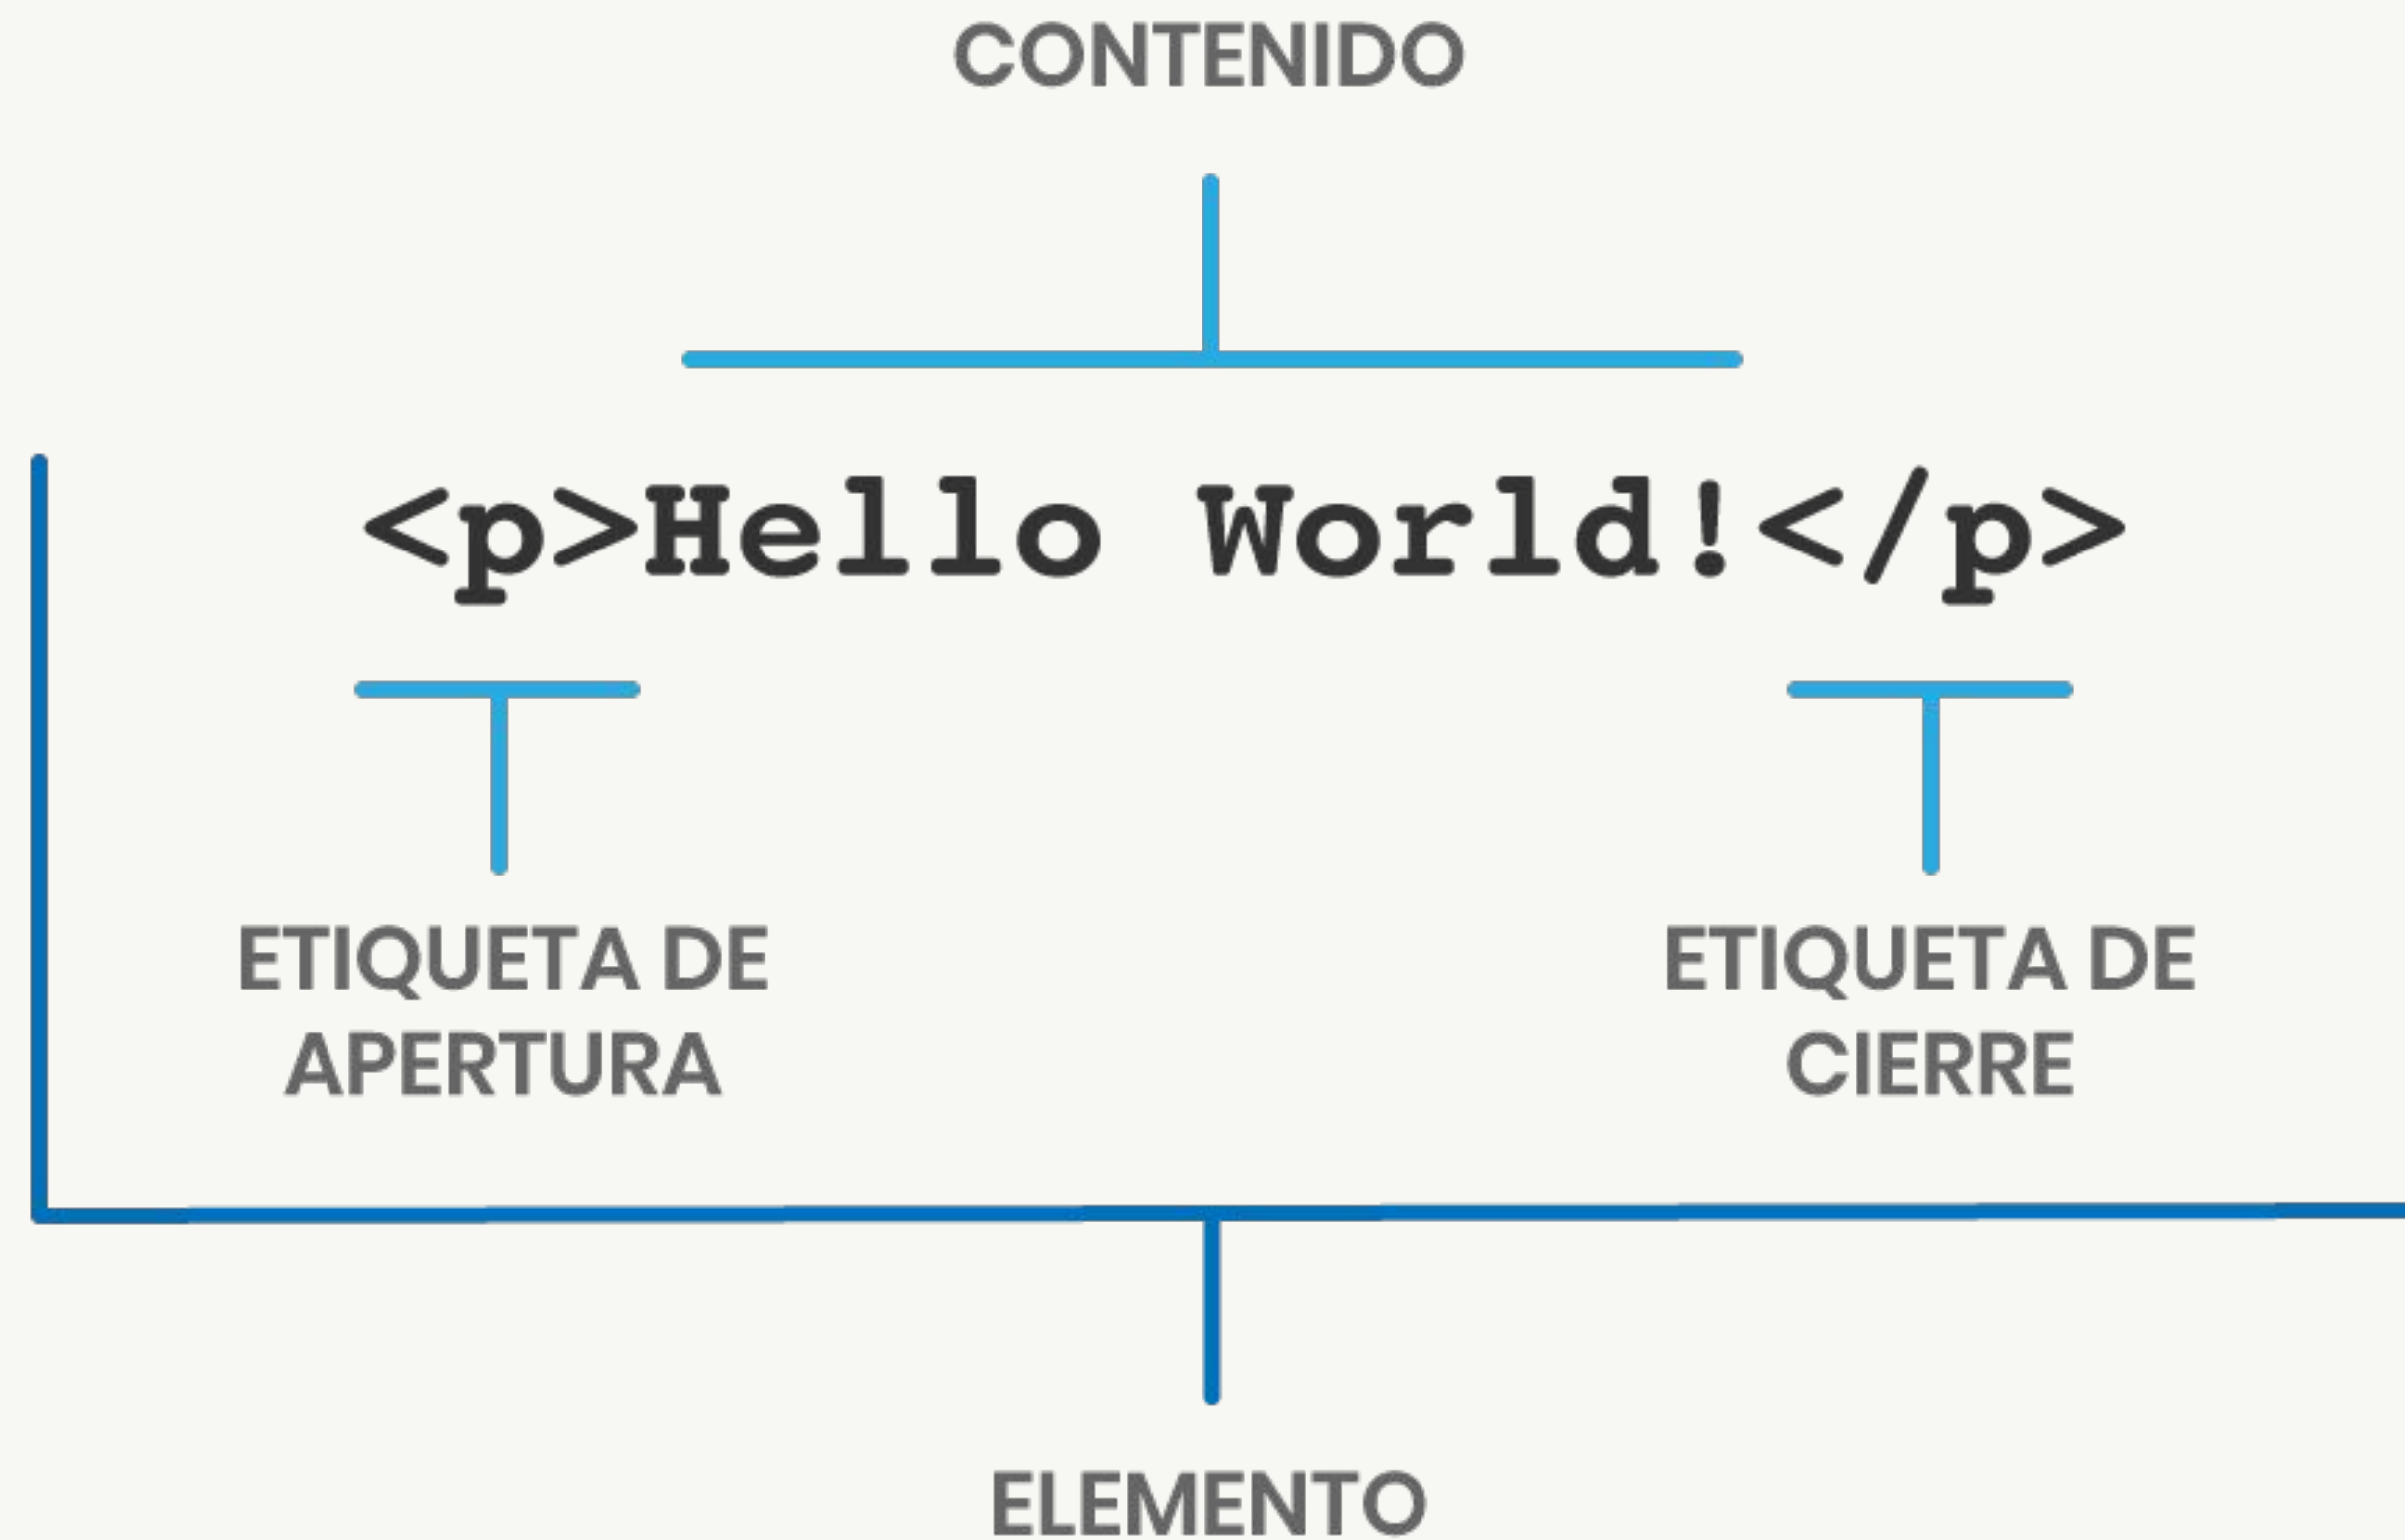 CONTENIDO
<p>Hello World!</p>
ETIQUETA DE
APERTURA
ETIQUETA DE
CIERRE
ELEMENTO